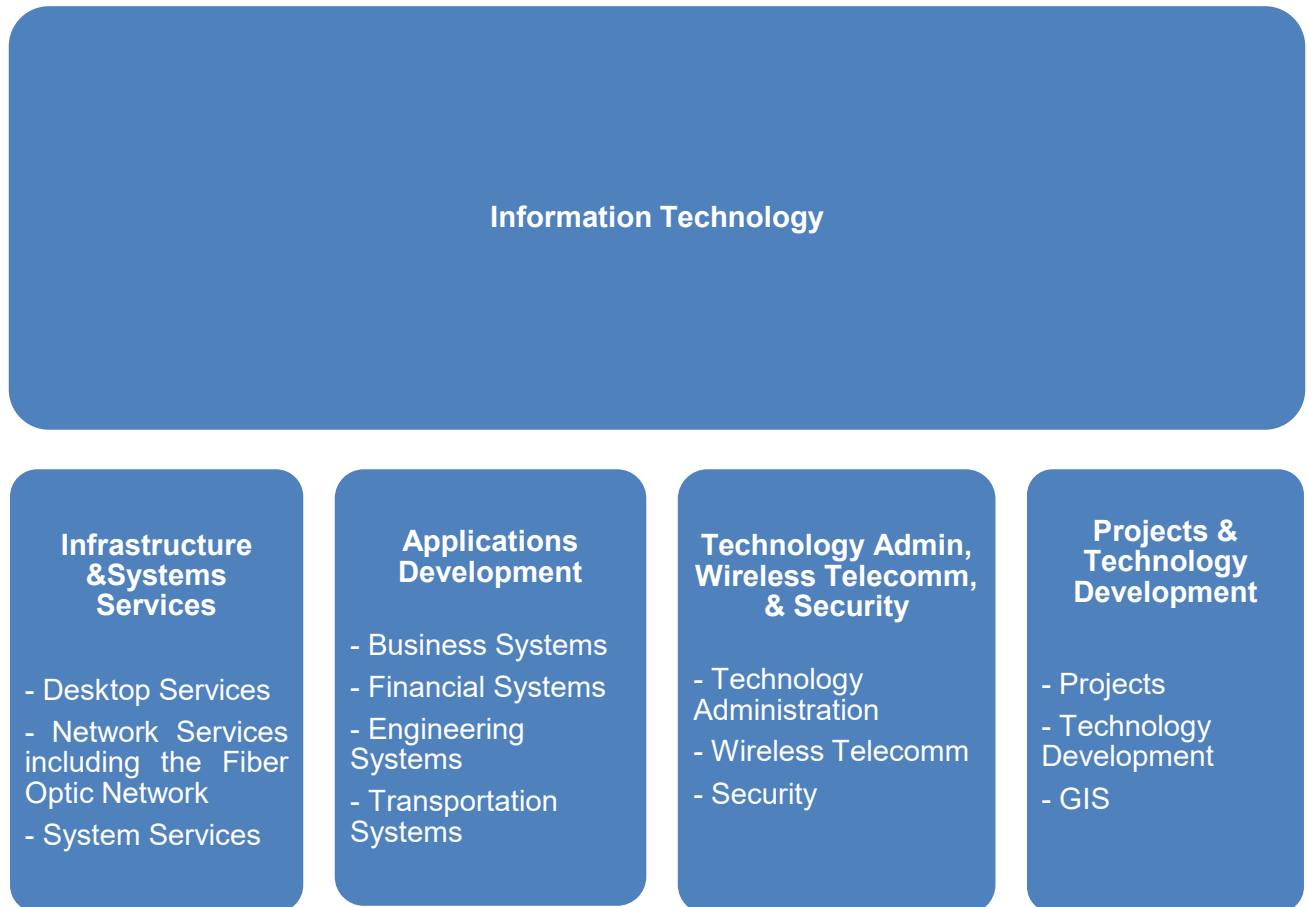 Information Technology
Infrastructure
&Systems
Services
- Desktop Services
- Network Services
including the Fiber
Optic Network
- System Services
Applications
Development
- Business Systems
- Financial Systems
- Engineering
Systems
- Transportation
Systems
Technology Admin,
Wireless Telecomm,
& Security
- Technology
Administration
- Wireless Telecomm
- Security
Projects &
Technology
Development
- Projects
- Technology
Development
- GIS